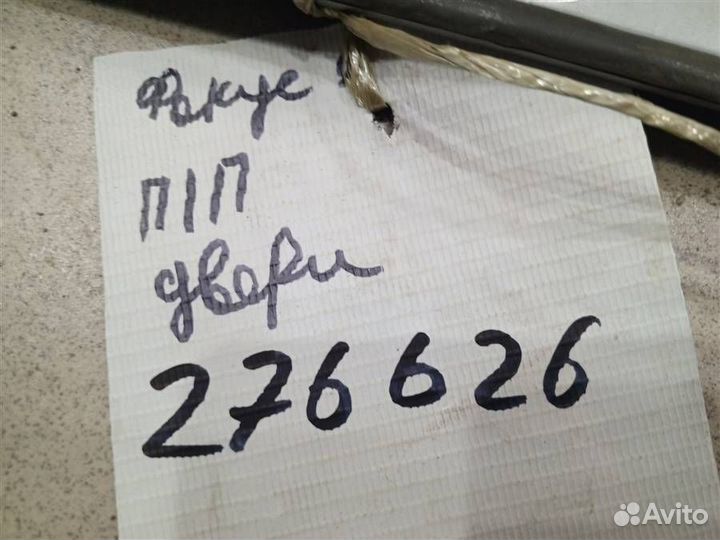 Фокус
П/П
двери
276626
Avito